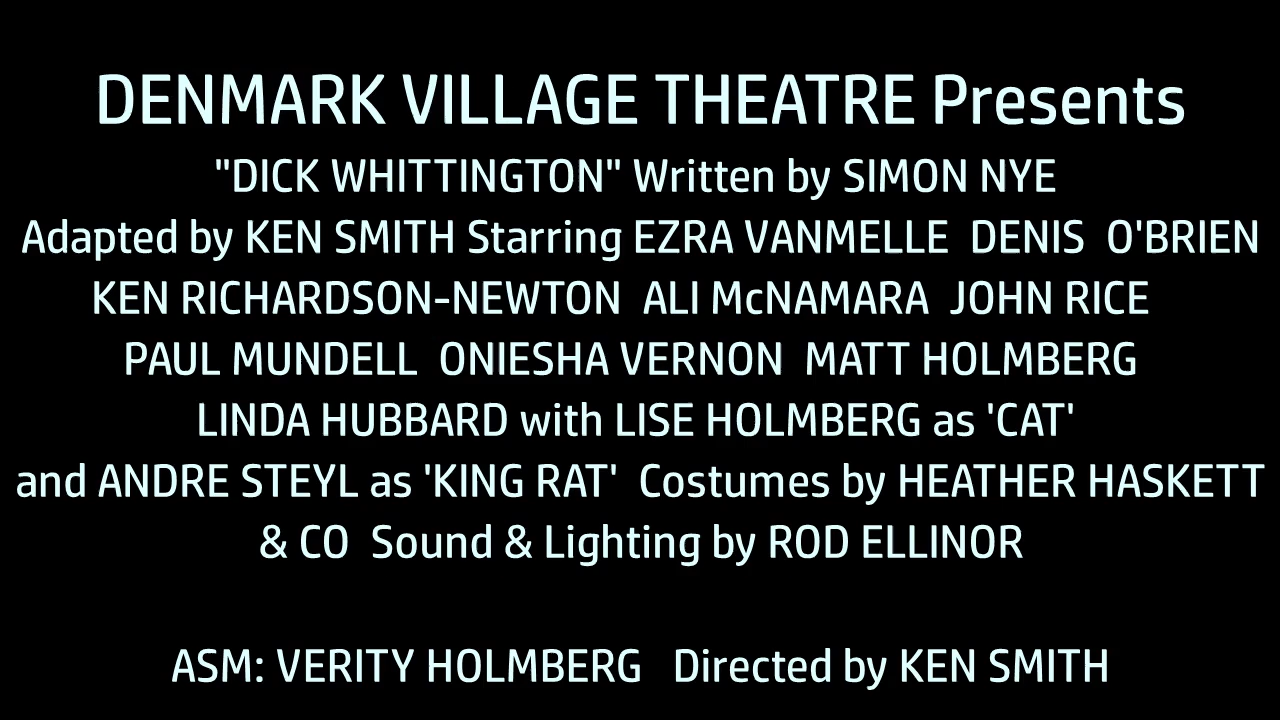 DENMARK VILLAGE THEATRE Presents
"DICK WHITTINGTON" Written by SIMON NYE
Adapted by KEN SMITH Starring EZRA VANMELLE  DENIS  O'BRIEN
KEN RICHARDSON-NEWTON  ALI McNAMARA  JOHN RICE
PAUL MUNDELL  ONIESHA VERNON  MATT HOLMBERG
LINDA HUBBARD with LISE HOLMBERG as 'CAT'
and ANDRE STEYL as 'KING RAT'  Costumes by HEATHER HASKETT
& CO  Sound & Lighting by ROD ELLINOR
ASM: VERITY HOLMBERG   Directed by KEN SMITH